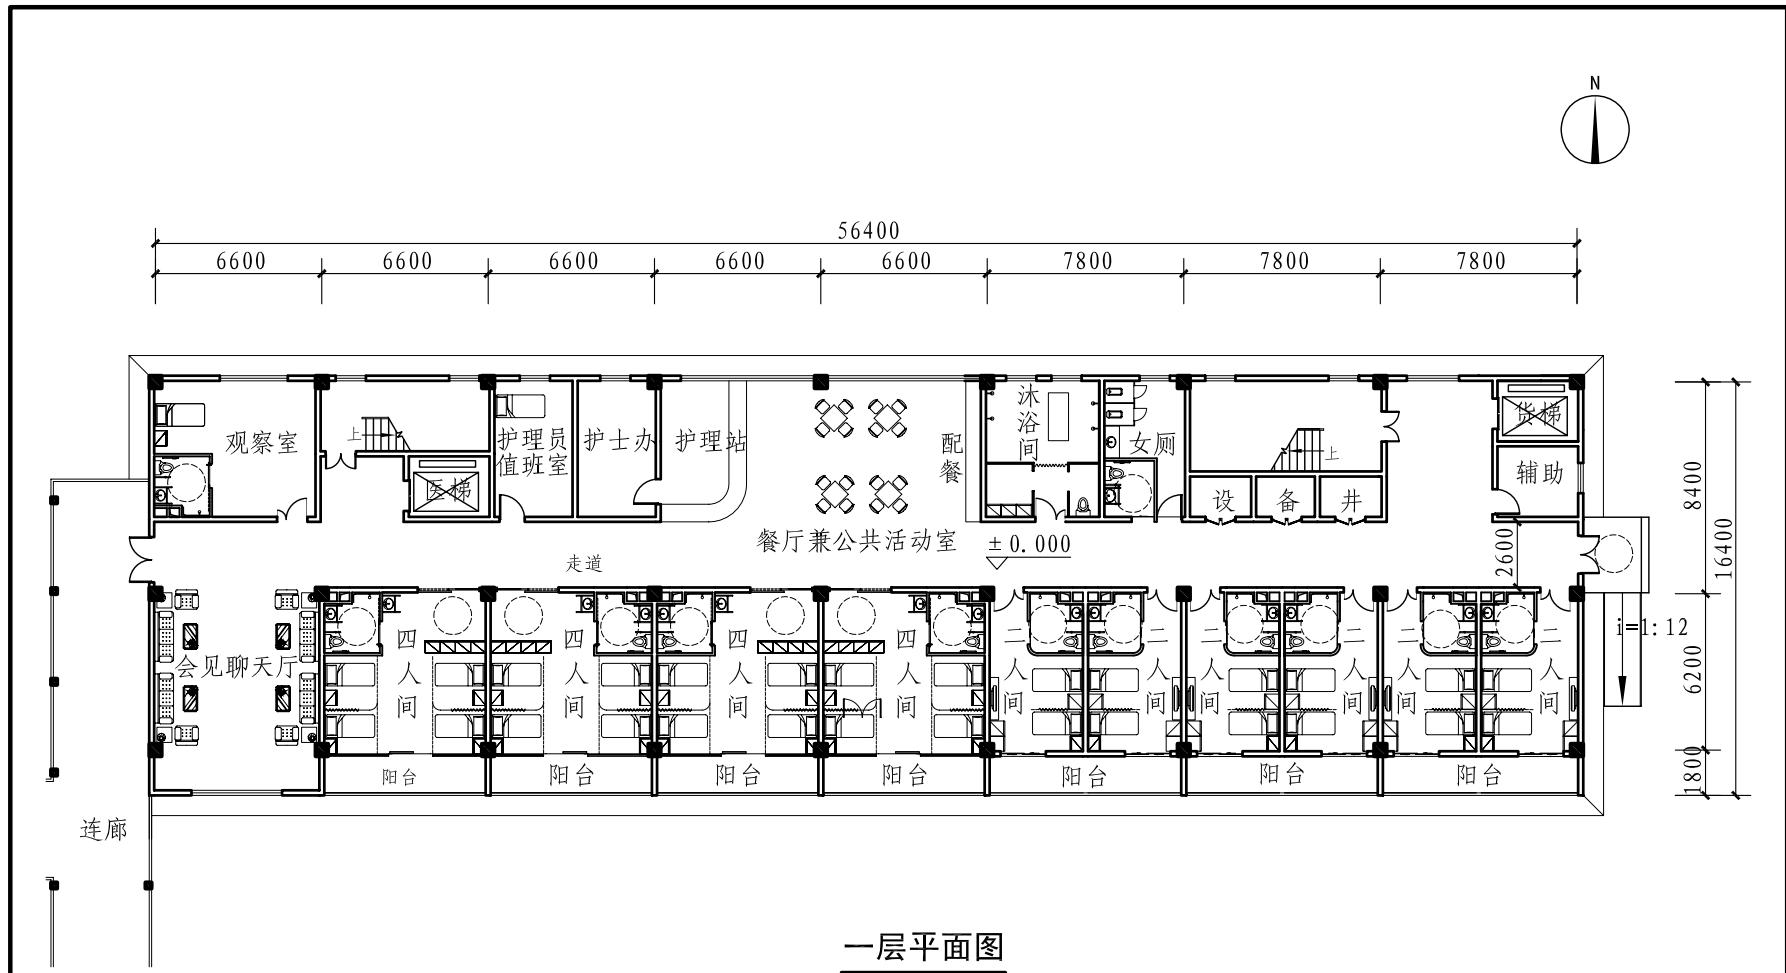 N
56400
6600 6600 6600 6600 6600 7800 7800 7800
观察室
上
医梯
护理员
值班室
护士办
护理站
配餐
沐浴间
女厕
上
货梯
设 备 井
辅助
餐厅兼公共活动室
±0.000
走道
2600
8400
16400
6200
1800
i=1:12
会见聊天厅
四人间 四人间 四人间 四人间 二人间 二人间 二人间 二人间 二人间 二人间
阳台 阳台 阳台 阳台 阳台 阳台 阳台
连廊
一层平面图